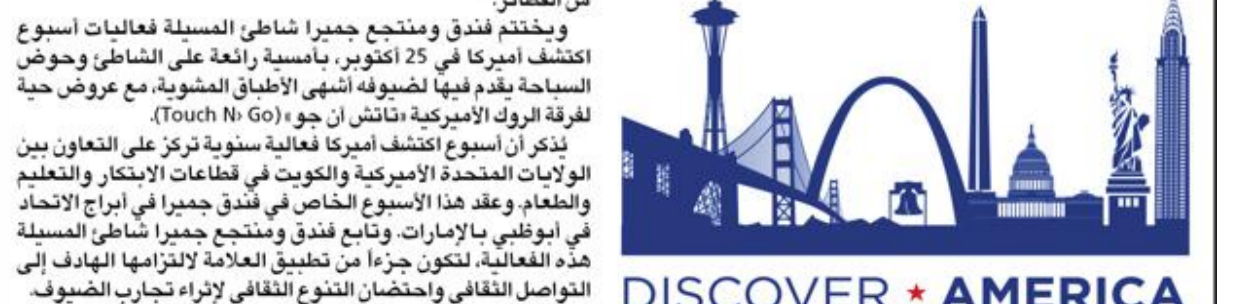 من الفطائر.
ويختتم فندق ومنتجع جميرا شاطئ المسيلة فعاليات أسبوع
اكتشف أميركا في 25 أكتوبر، بأمسية رائعة على الشاطئ وحوض
السباحة يقدم فيها لضيوفه أشهى الأطباق المشوية، مع عروض حية
لفرقة الروك الأميركية «تاتش أن جو» (Touch N› Go).
يُذكر أن أسبوع اكتشف أميركا فعالية سنوية تركز على التعاون بين
الولايات المتحدة الأميركية والكويت في قطاعات الابتكار والتعليم
والطعام. وعقد هذا الأسبوع الخاص في فندق جميرا في أبراج الاتحاد
في أبوظبي بالإمارات. وتابع فندق ومنتجع جميرا شاطئ المسيلة
هذه الفعالية، لتكون جزءاً من تطبيق العلامة لالتزامها الهادف إلى
التواصل الثقافي واحتضان التنوع الثقافي لإثراء تجارب الضيوف.
DISCOVER ★ AMERICA